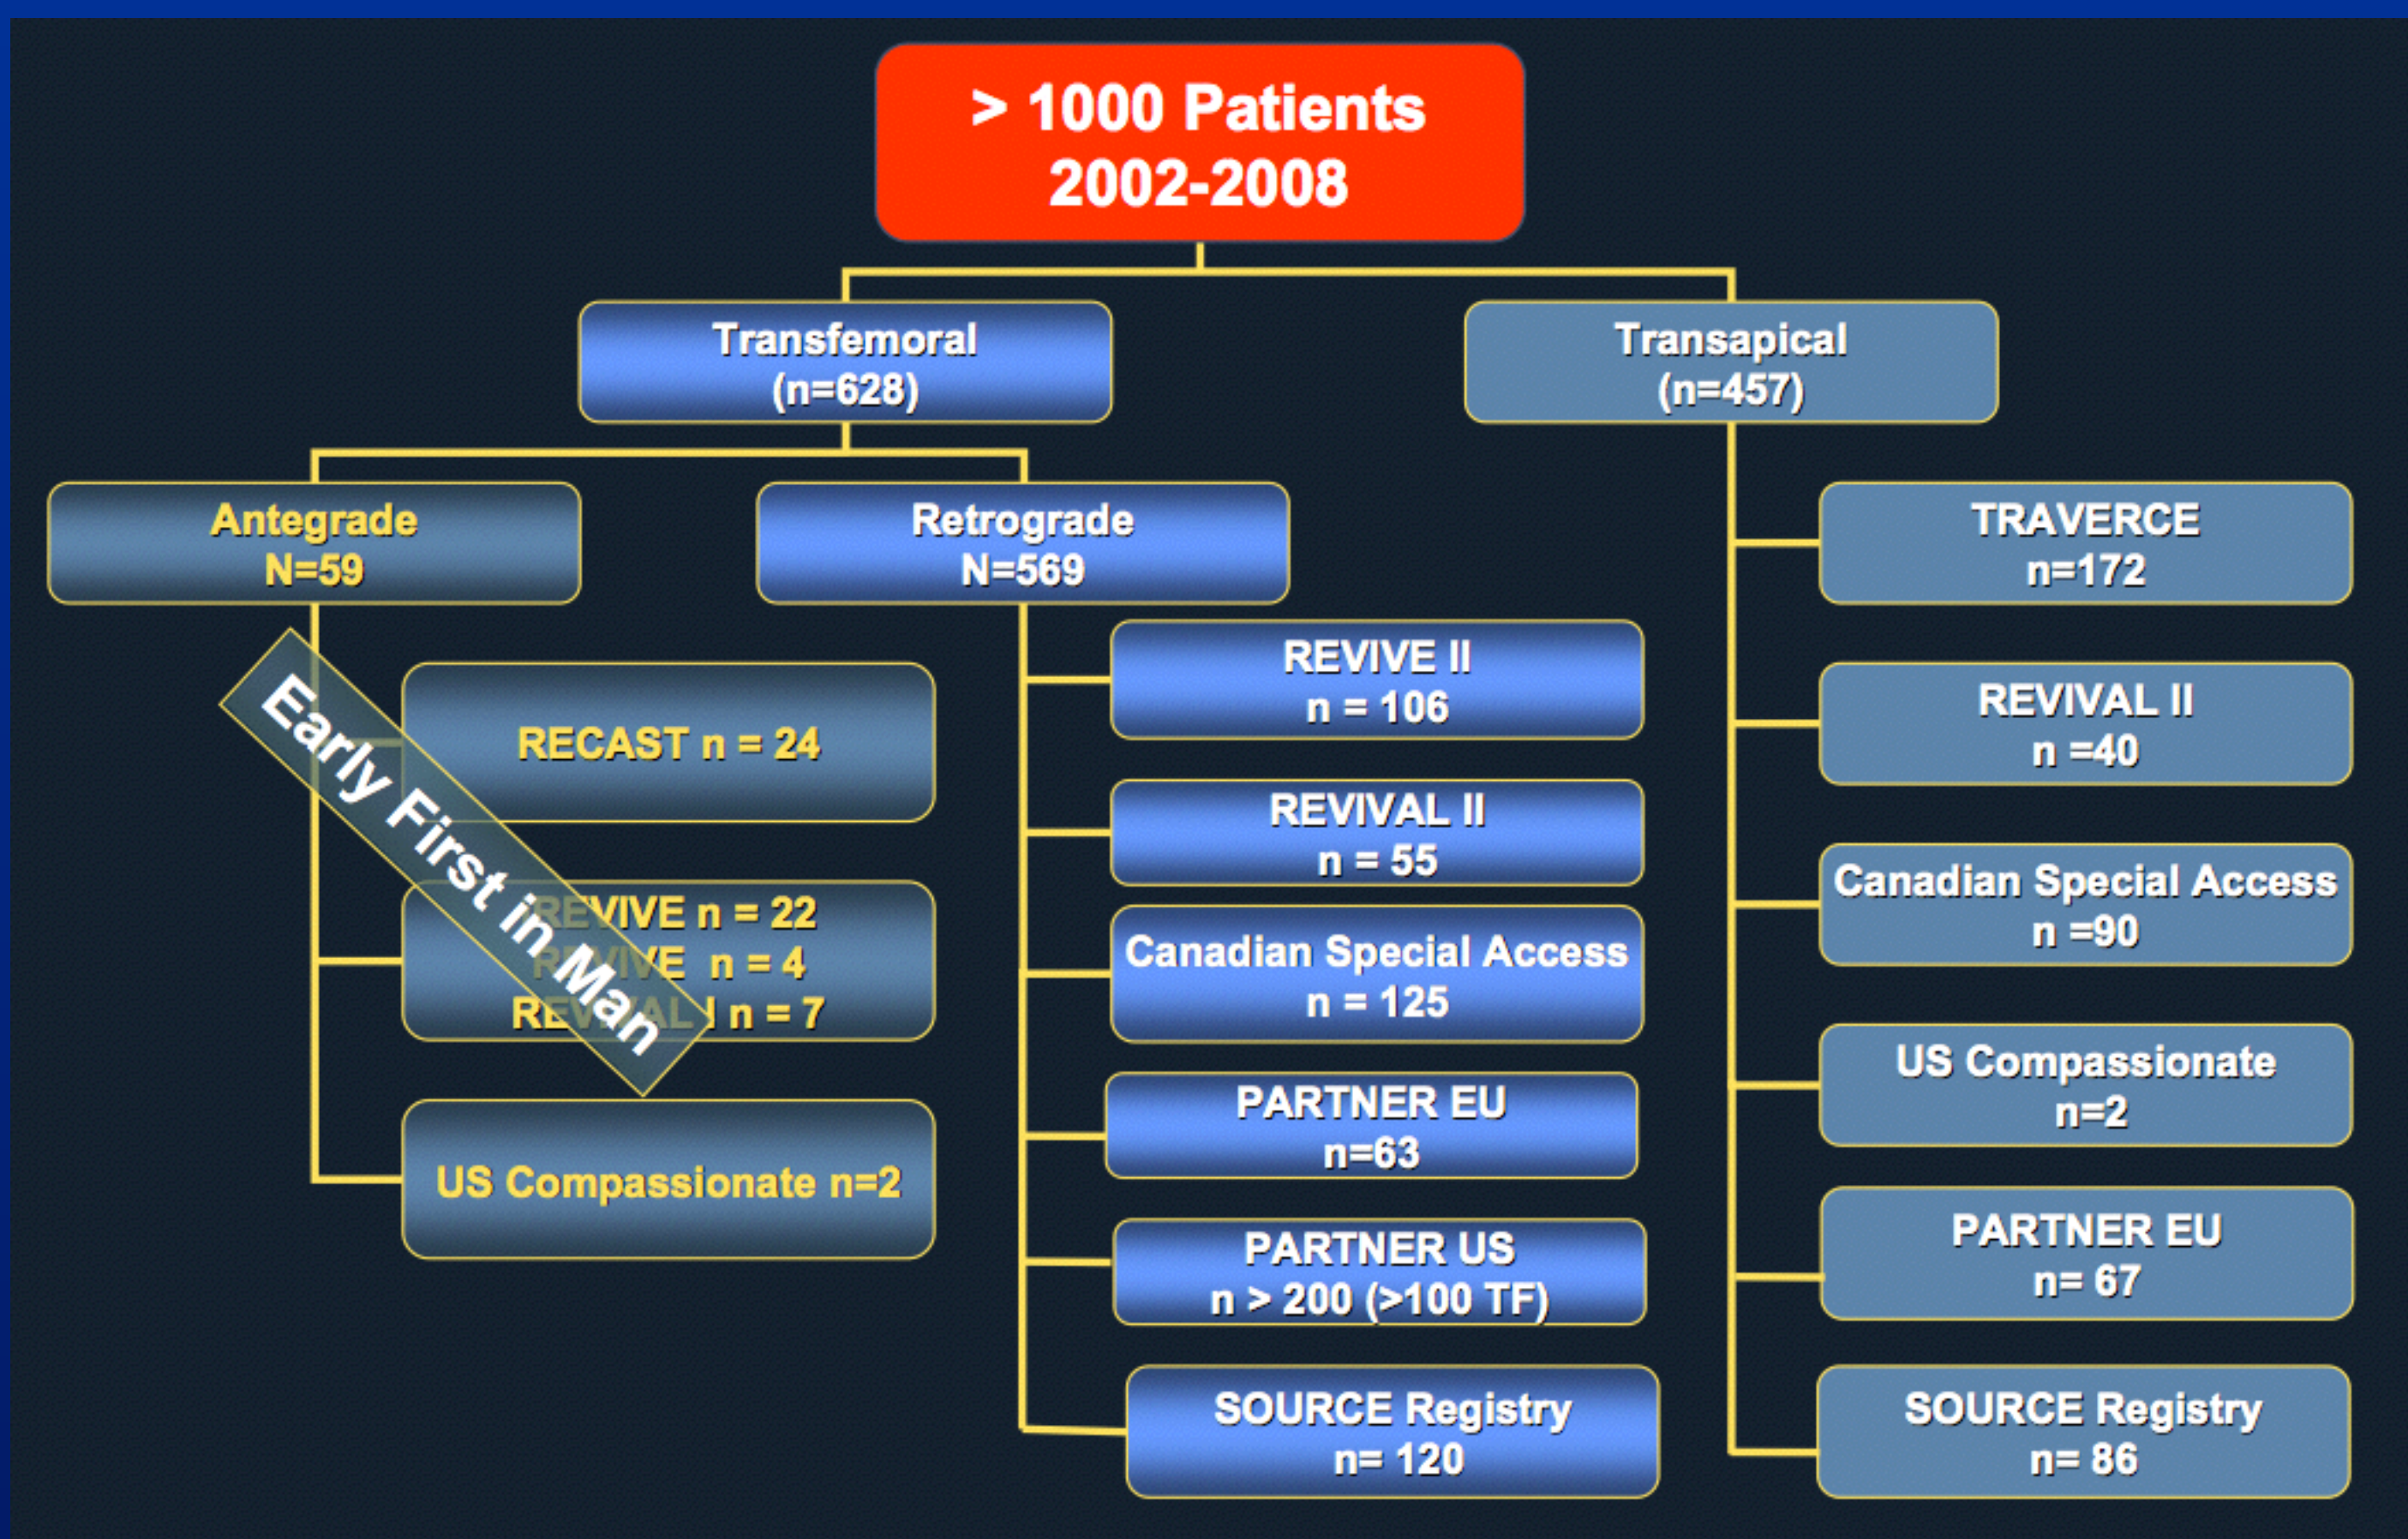 > 1000 Patients
2002-2008
Transfemoral
(n=628)
Transapical
(n=457)
Antegrade
N=59
Retrograde
N=569
Early First in Man
RECAST n = 24
REVIVE n = 22
REVIVE n = 4
REVIVAL I n = 7
US Compassionate n=2
REVIVE II
n = 106
REVIVAL II
n = 55
Canadian Special Access
n = 125
PARTNER EU
n=63
PARTNER US
n > 200 (>100 TF)
SOURCE Registry
n= 120
TRAVERCE
n=172
REVIVAL II
n =40
Canadian Special Access
n =90
US Compassionate
n=2
PARTNER EU
n= 67
SOURCE Registry
n= 86